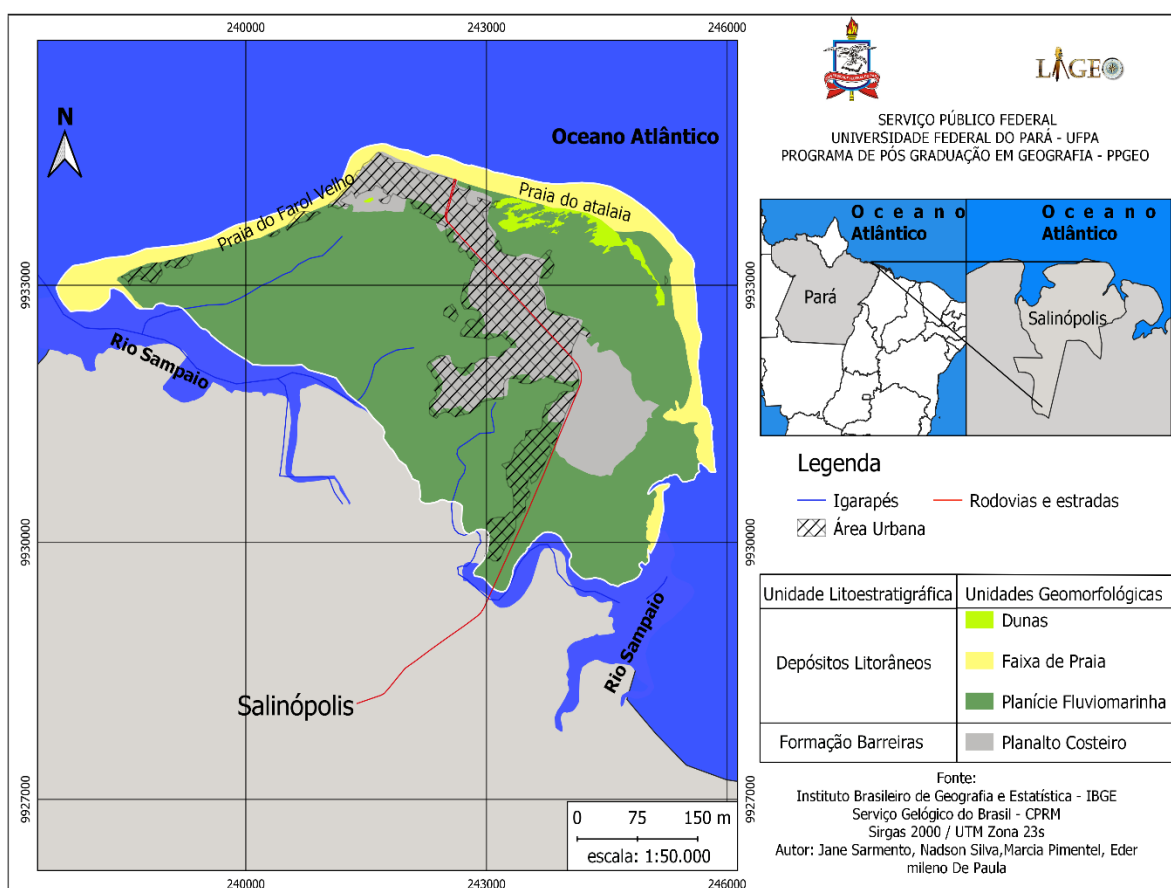 240000
243000
246000
N
Oceano Atlântico
Praia do Farol Velho
Praia do atalaia
9933000
9933000
Rio Sampaio
9930000
9930000
Rio Sampaio
Salinópolis
9927000
9927000
0 75 150 m
escala: 1:50.000
240000
243000
246000
LAGEO
SERVIÇO PÚBLICO FEDERAL
UNIVERSIDADE FEDERAL DO PARÁ - UFPA
PROGRAMA DE PÓS GRADUAÇÃO EM GEOGRAFIA - PPGEO
Oceano
Atlântico
Pará
Oceano
Atlântico
Salinópolis
Legenda
Igarapés
Rodovias e estradas
Área Urbana
Unidade Litoestratigráfica
Unidades Geomorfológicas
Depósitos Litorâneos
Dunas
Faixa de Praia
Planície Fluviomarinha
Formação Barreiras
Planalto Costeiro
Fonte:
Instituto Brasileiro de Geografia e Estatística - IBGE
Serviço Gelógico do Brasil - CPRM
Sirgas 2000 / UTM Zona 23s
Autor: Jane Sarmento, Nadson Silva,Marcia Pimentel, Eder
mileno De Paula